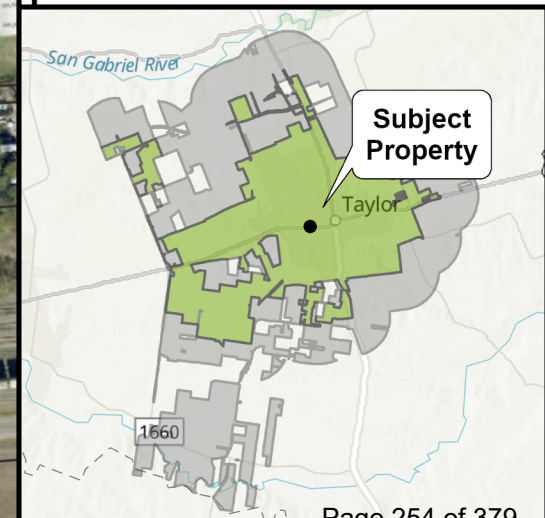 San Gabriel River
Subject
Property
Taylor
1660
Page 254 of 379